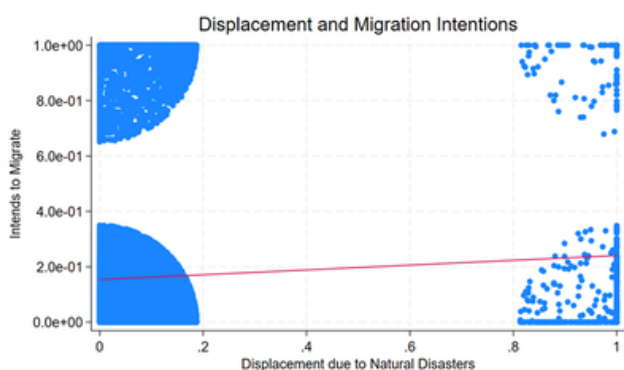 Displacement and Migration Intentions
Intends to Migrate
1.0e+00
8.0e-01
6.0e-01
4.0e-01
2.0e-01
0.0e+00
0 .2 .4 .6 .8 1
Displacement due to Natural Disasters